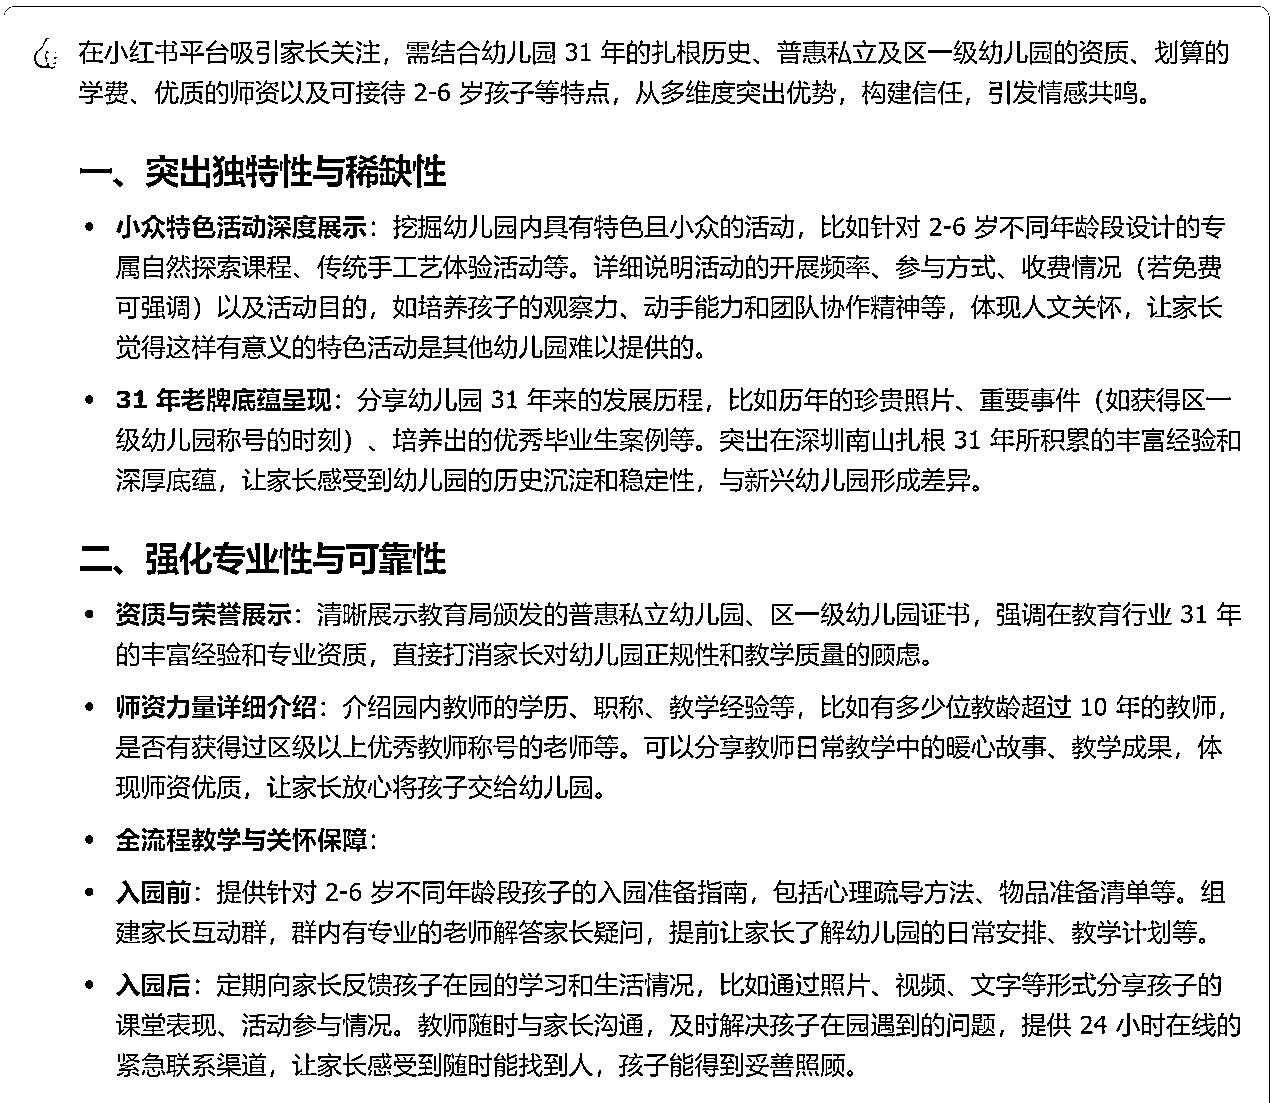 在小红书平台吸引家长关注，需结合幼儿园 31 年的扎根历史、普惠私立及区一级幼儿园的资质、划算的
学费、优质的师资以及可接待 2-6 岁孩子等特点，从多维度突出优势，构建信任，引发情感共鸣。
一、突出独特性与稀缺性
• 小众特色活动深度展示：挖掘幼儿园内具有特色且小众的活动，比如针对 2-6 岁不同年龄段设计的专
属自然探索课程、传统手工艺体验活动等。详细说明活动的开展频率、参与方式、收费情况（若免费
可强调）以及活动目的，如培养孩子的观察力、动手能力和团队协作精神等，体现人文关怀，让家长
觉得这样有意义的特色活动是其他幼儿园难以提供的。
• 31 年老牌底蕴呈现：分享幼儿园 31 年来的发展历程，比如历年的珍贵照片、重要事件（如获得区一
级幼儿园称号的时刻）、培养出的优秀毕业生案例等。突出在深圳南山扎根 31 年所积累的丰富经验和
深厚底蕴，让家长感受到幼儿园的历史沉淀和稳定性，与新兴幼儿园形成差异。
二、强化专业性与可靠性
• 资质与荣誉展示：清晰展示教育局颁发的普惠私立幼儿园、区一级幼儿园证书，强调在教育行业 31 年
的丰富经验和专业资质，直接打消家长对幼儿园正规性和教学质量的顾虑。
• 师资力量详细介绍：介绍园内教师的学历、职称、教学经验等，比如有多少位教龄超过 10 年的教师，
是否有获得过区级以上优秀教师称号的老师等。可以分享教师日常教学中的暖心故事、教学成果，体
现师资优质，让家长放心将孩子交给幼儿园。
• 全流程教学与关怀保障：
• 入园前：提供针对 2-6 岁不同年龄段孩子的入园准备指南，包括心理疏导方法、物品准备清单等。组
建家长互动群，群内有专业的老师解答家长疑问，提前让家长了解幼儿园的日常安排、教学计划等。
• 入园后：定期向家长反馈孩子在园的学习和生活情况，比如通过照片、视频、文字等形式分享孩子的
课堂表现、活动参与情况。教师随时与家长沟通，及时解决孩子在园遇到的问题，提供 24 小时在线的
紧急联系渠道，让家长感受到随时能找到人，孩子能得到妥善照顾。